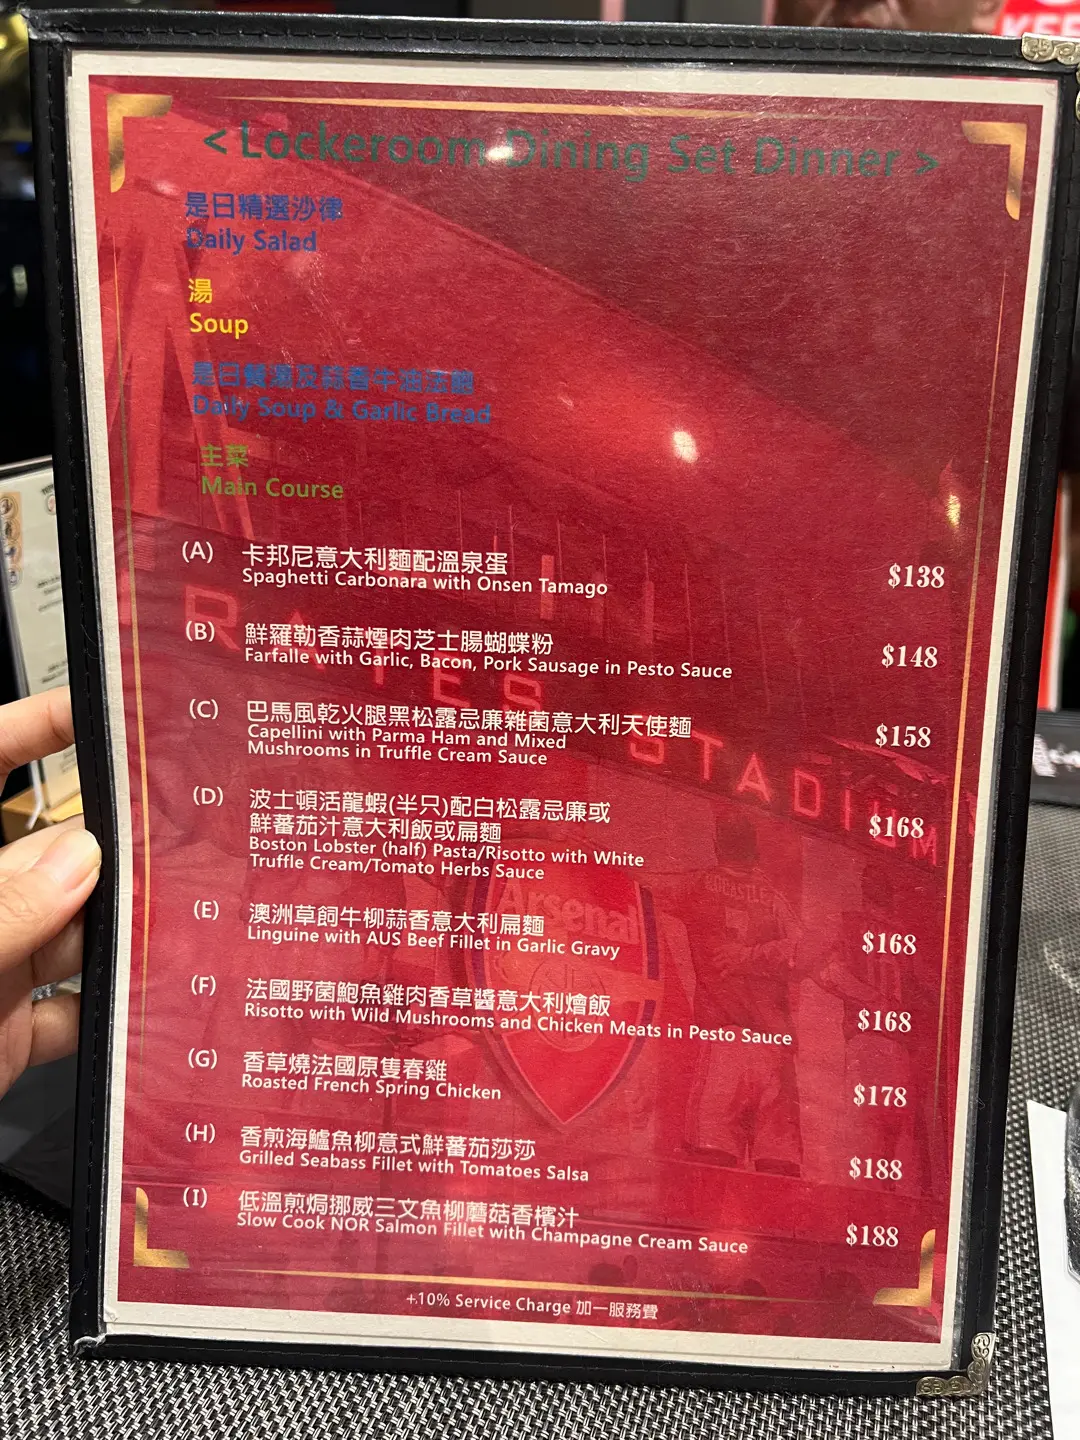 < Lockeroom Dining Set Dinner >
是日精選沙律
Daily Salad
湯
Soup
是日餐湯及蒜香牛油法飽
Daily Soup & Garlic Bread
主菜
Main Course
(A) 卡邦尼意大利麵配溫泉蛋
Spaghetti Carbonara with Onsen Tamago
$138
(B) 鮮羅勒香蒜煙肉芝士腸蝴蝶粉
Farfalle with Garlic, Bacon, Pork Sausage in Pesto Sauce
$148
(C) 巴馬風乾火腿黑松露忌廉雜菌意大利天使麵
Capellini with Parma Ham and Mixed
Mushrooms in Truffle Cream Sauce
$158
(D) 波士頓活龍蝦(半只)配白松露忌廉或
鮮蕃茄汁意大利飯或扁麵
Boston Lobster (half) Pasta/Risotto with White
Truffle Cream/Tomato Herbs Sauce
$168
(E) 澳洲草飼牛柳蒜香意大利扁麵
Linguine with AUS Beef Fillet in Garlic Gravy
$168
(F) 法國野菌鮑魚雞肉香草醬意大利燴飯
Risotto with Wild Mushrooms and Chicken Meats in Pesto Sauce
$168
(G) 香草燒法國原隻春雞
Roasted French Spring Chicken
$178
(H) 香煎海鱸魚柳意式鮮蕃茄莎莎
Grilled Seabass Fillet with Tomatoes Salsa
$188
(I) 低溫煎焗挪威三文魚柳蘑菇香檳汁
Slow Cook NOR Salmon Fillet with Champagne Cream Sauce
$188
+10% Service Charge 加一服務費
RATES STADIUM
Arsenal